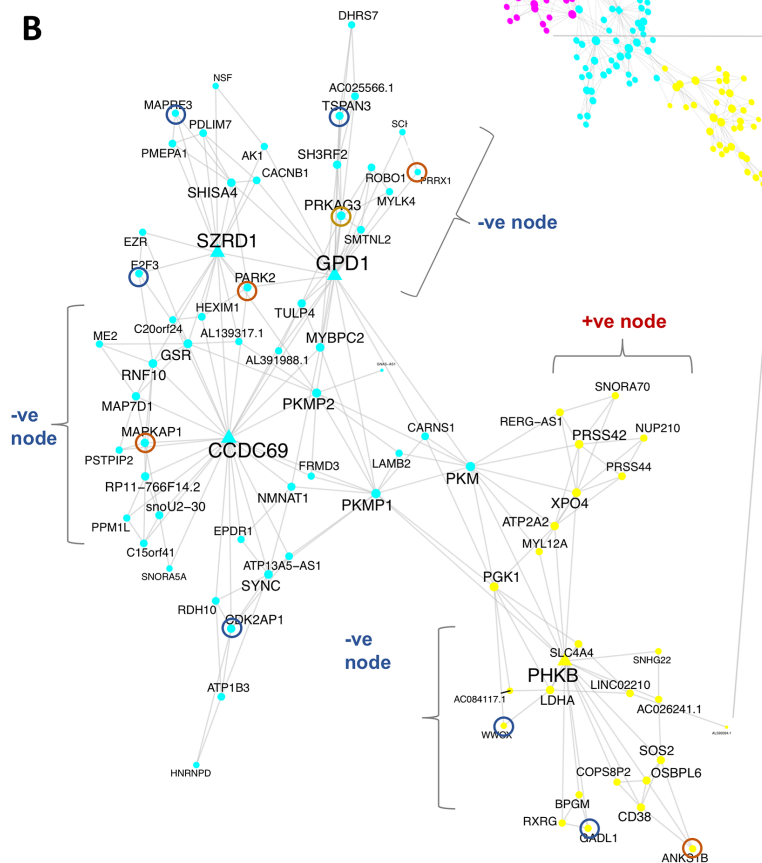 B
DHRS7
NSF
AC025566.1
MAPRE3
TSPAN3
PDLIM7
PMEPA1
AK1
SH3RF2
CACNB1
ROBO1
PRRX1
SHISA4
MYLK4
PRKAG3
-ve node
EZR
SZRD1
SMTNL2
E2F3
GPD1
PARK2
HEXIM1
TULP4
+ve node
ME2
C20orf24
AL139317.1
MYBPC2
GSR
AL391988.1
RNF10
SNORA70
MAP7D1
PKMP2
-ve
node
RERG-AS1
CARNS1
NUP210
MAPKAP1
PRSS42
PSTPIP2
CCDC69
LAMB2
FRMD3
PKM
PRSS44
RP11-766F14.2
NMNAT1
PKMP1
XPO4
snoU2-30
PPM1L
EPDR1
ATP2A2
C15orf41
MYL12A
SNORA5A
ATP13A5-AS1
SYNC
PGK1
RDH10
CDK2AP1
-ve
node
SLC4A4
SNHG22
PHKB
LINC02210
ATP1B3
AC084117.1
LDHA
AC026241.1
WWOX
SOS2
HNRNPD
COPS8P2
OSBPL6
BPGM
CD38
RXRG
GADL1
ANKS1B